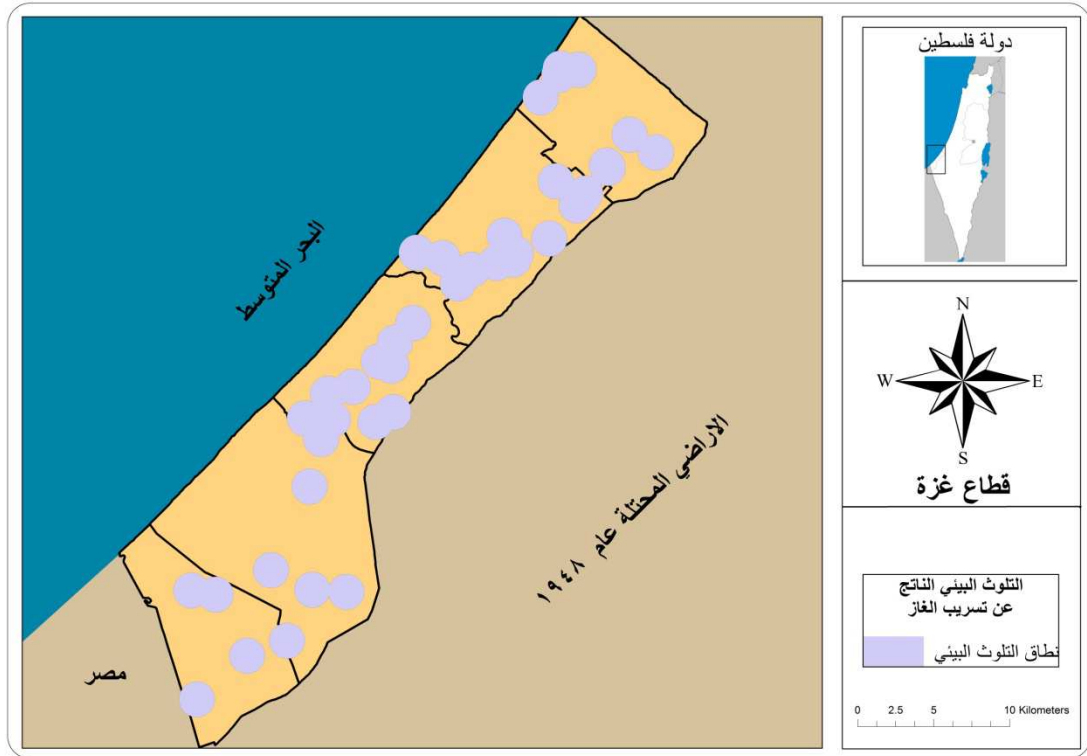 البحر المتوسط
الاراضي المحتلة عام ١٩٤٨
مصر
دولة فلسطين
N
W
E
S
قطاع غزة
التلوث البيئي الناتج
عن تسريب الغاز
نطاق التلوث البيئي
0 2.5 5 10 Kilometers